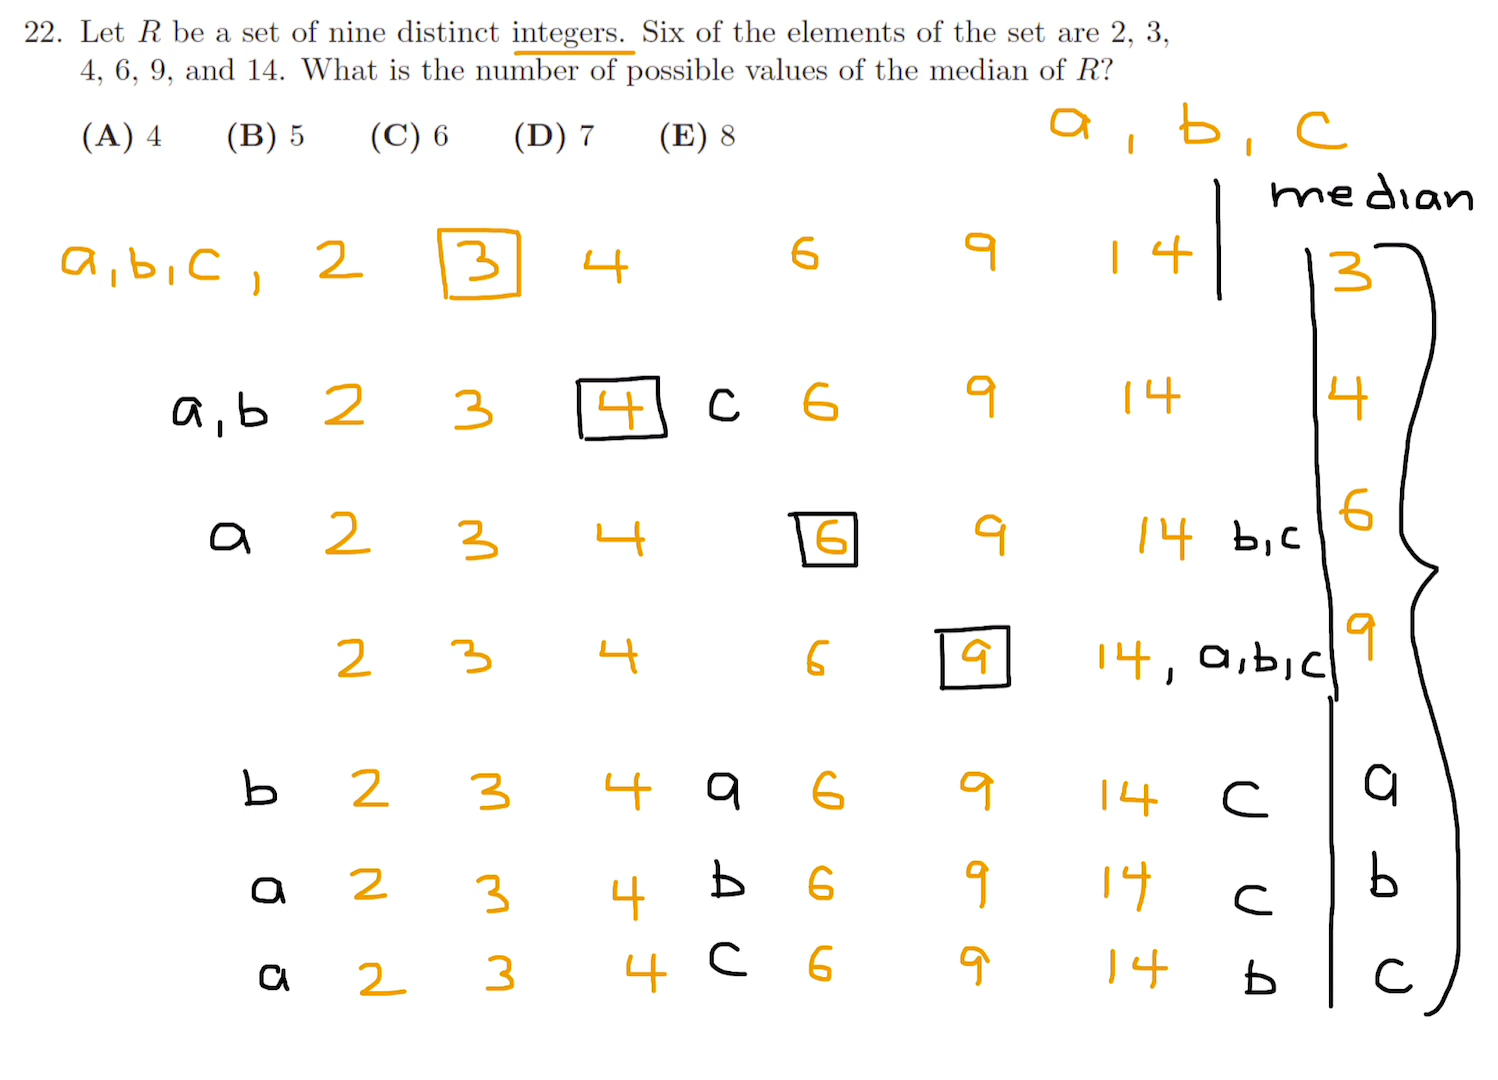 22. Let R be a set of nine distinct integers. Six of the elements of the set are 2, 3,
4, 6, 9, and 14. What is the number of possible values of the median of R?
(A) 4 (B) 5 (C) 6 (D) 7 (E) 8
a, b, c
median
a,b,c, 2 3 4 6 9 14 3
a,b 2 3 4 c 6 9 14 4
a 2 3 4 6 9 14 b,c 6
2 3 4 6 9 14, a,b,c 9
b 2 3 4 a 6 9 14 c a
a 2 3 4 b 6 9 14 c b
a 2 3 4 c 6 9 14 b c